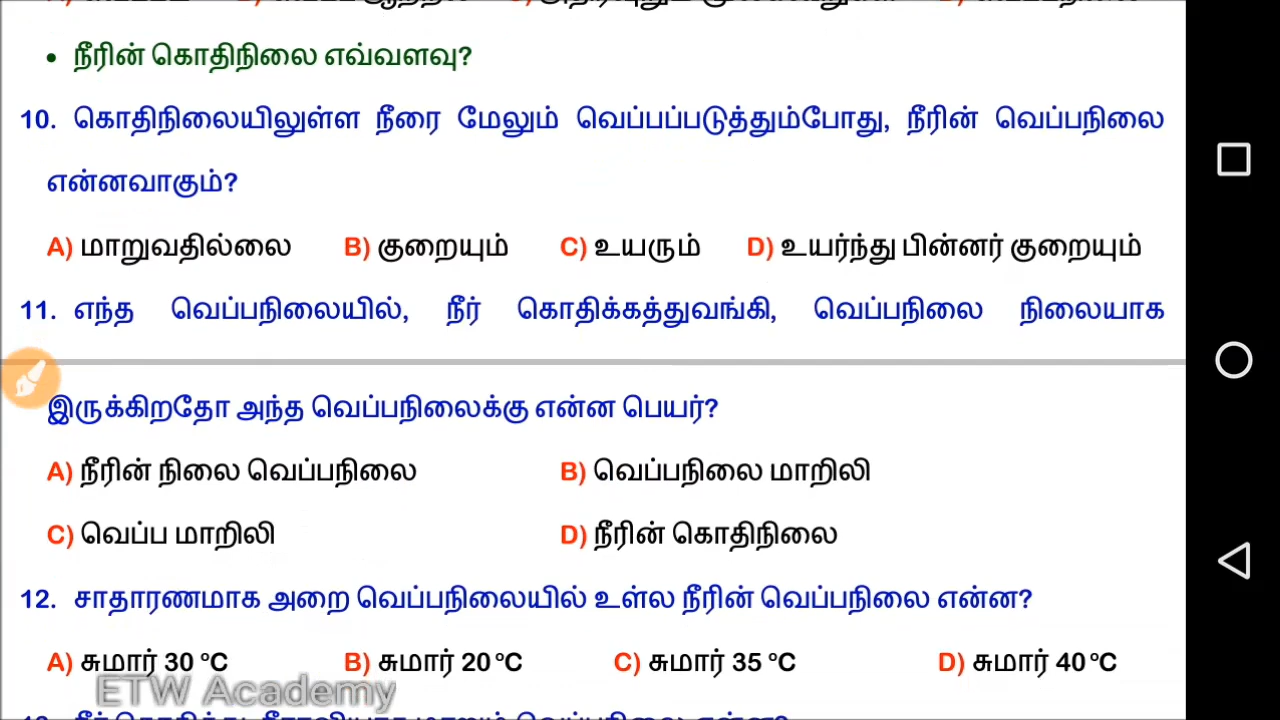 • நீரின் கொதிநிலை எவ்வளவு?
10. கொதிநிலையிலுள்ள நீரை மேலும் வெப்பப்படுத்தும்போது, நீரின் வெப்பநிலை
என்னவாகும்?
A) மாறுவதில்லை B) குறையும் C) உயரும் D) உயர்ந்து பின்னர் குறையும்
11. எந்த வெப்பநிலையில், நீர் கொதிக்கத்துவங்கி, வெப்பநிலை நிலையாக
இருக்கிறதோ அந்த வெப்பநிலைக்கு என்ன பெயர்?
A) நீரின் நிலை வெப்பநிலை B) வெப்பநிலை மாறிலி
C) வெப்ப மாறிலி D) நீரின் கொதிநிலை
12. சாதாரணமாக அறை வெப்பநிலையில் உள்ல நீரின் வெப்பநிலை என்ன?
A) சுமார் 30 °C B) சுமார் 20 °C C) சுமார் 35 °C D) சுமார் 40 °C
ETW Academy